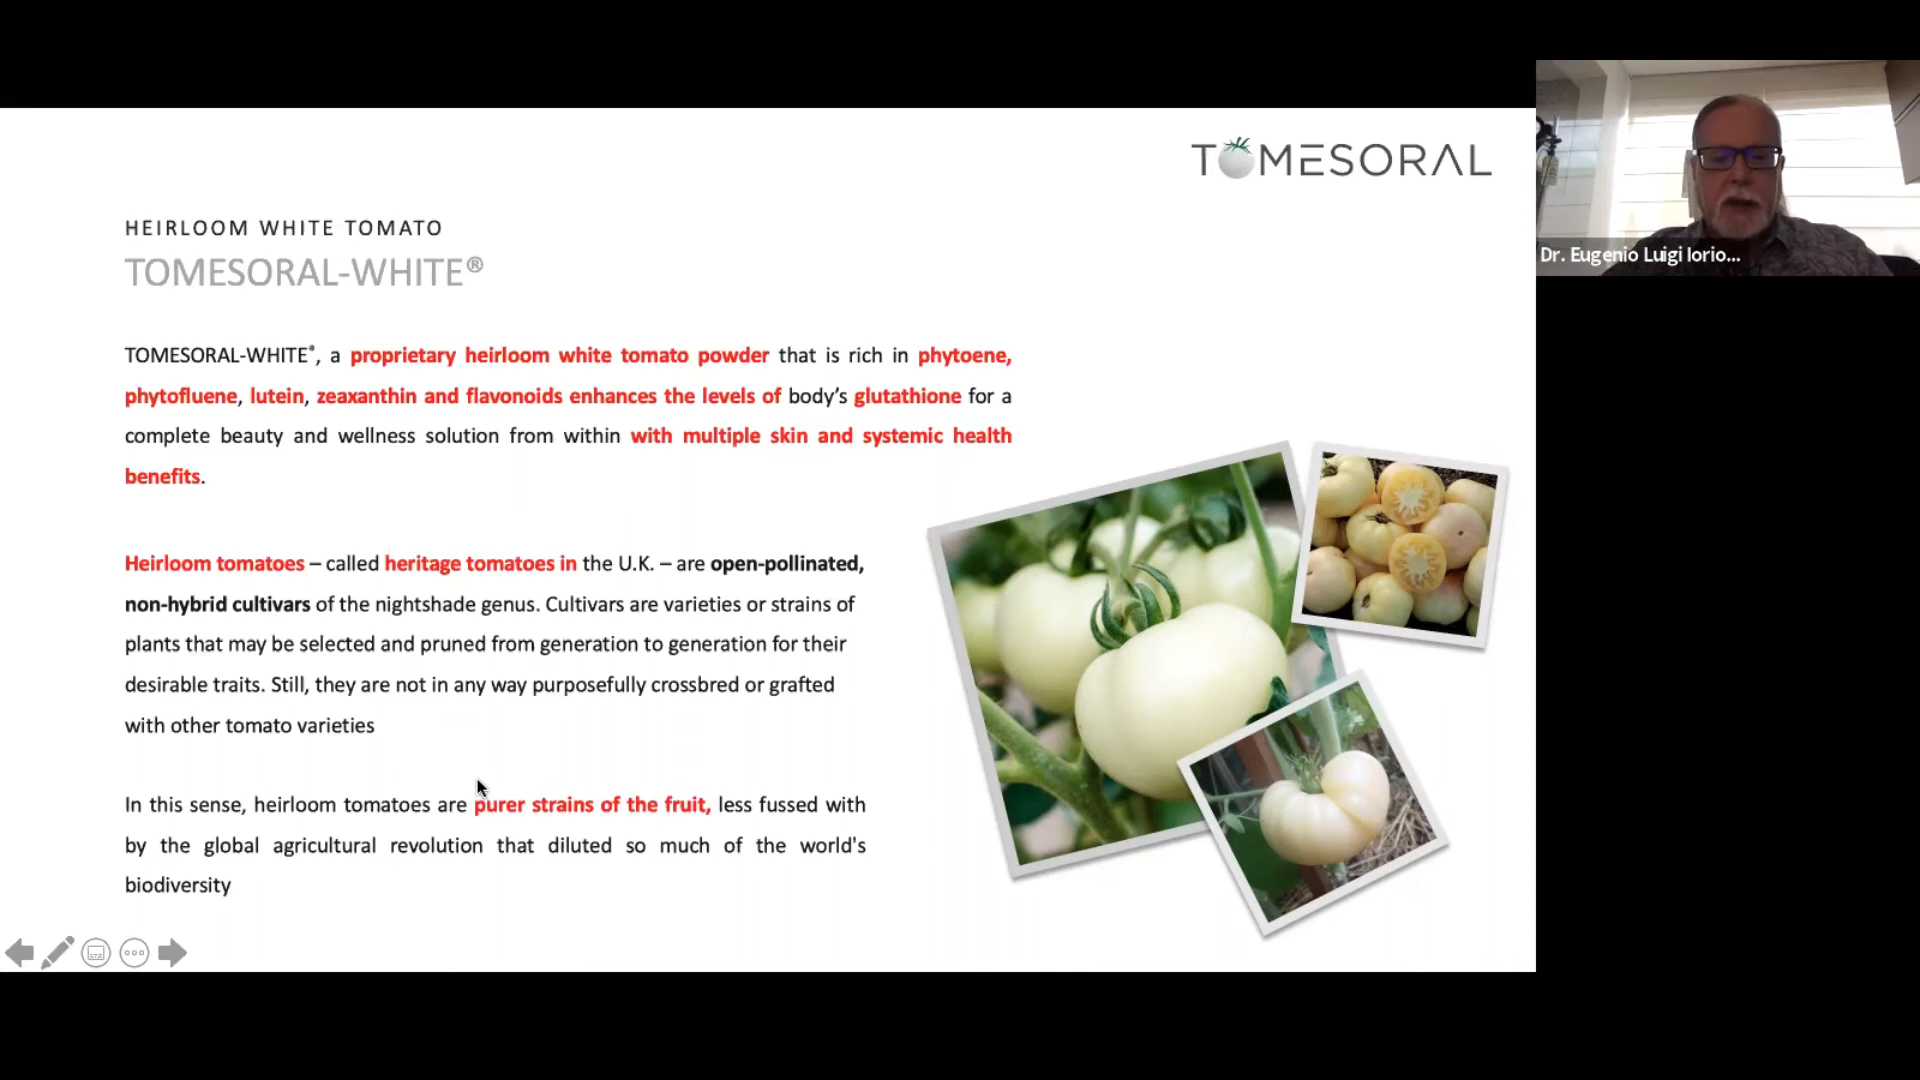 TOMESORAL
Dr. Eugenio Luigi Iorio...
HEIRLOOM WHITE TOMATO
TOMESORAL-WHITE®
TOMESORAL-WHITE®, a proprietary heirloom white tomato powder that is rich in phytoene,
phytofluene, lutein, zeaxanthin and flavonoids enhances the levels of body’s glutathione for a
complete beauty and wellness solution from within with multiple skin and systemic health
benefits.
Heirloom tomatoes – called heritage tomatoes in the U.K. – are open-pollinated,
non-hybrid cultivars of the nightshade genus. Cultivars are varieties or strains of
plants that may be selected and pruned from generation to generation for their
desirable traits. Still, they are not in any way purposefully crossbred or grafted
with other tomato varieties
In this sense, heirloom tomatoes are purer strains of the fruit, less fussed with
by the global agricultural revolution that diluted so much of the world's
biodiversity